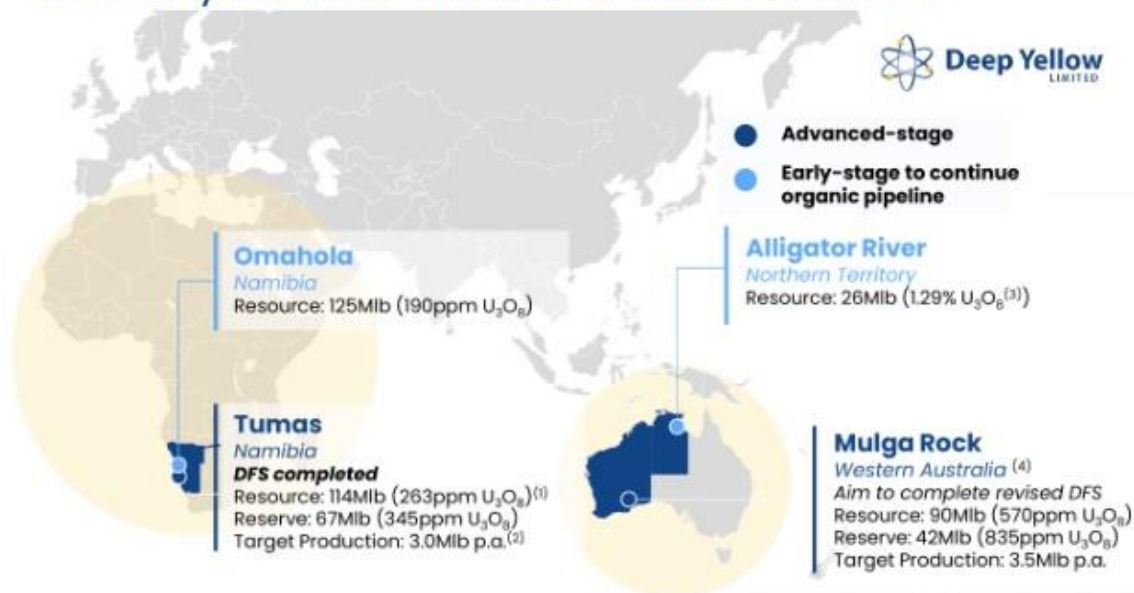 Deep Yellow
LIMITED
Advanced-stage
Early-stage to continue
organic pipeline
Omahola
Namibia
Resource: 125Mlb (190ppm U₃O₈)
Alligator River
Northern Territory
Resource: 26Mlb (1.29% U₃O₈⁽³⁾)
Tumas
Namibia
DFS completed
Resource: 114Mlb (263ppm U₃O₈)⁽¹⁾
Reserve: 67Mlb (345ppm U₃O₈)
Target Production: 3.0Mlb p.a.⁽²⁾
Mulga Rock
Western Australia ⁽⁴⁾
Aim to complete revised DFS
Resource: 90Mlb (570ppm U₃O₈)
Reserve: 42Mlb (835ppm U₃O₈)
Target Production: 3.5Mlb p.a.